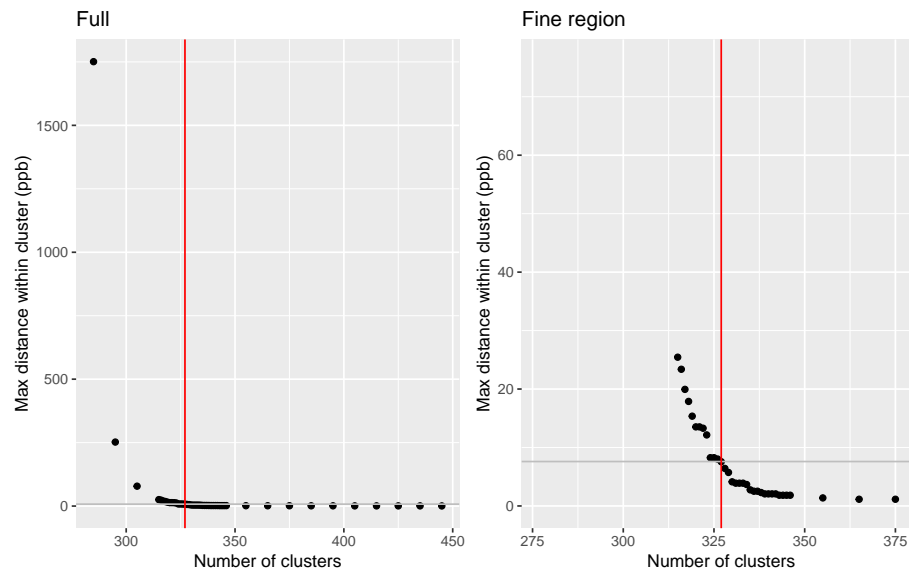 Full
Max distance within cluster (ppb)
1500
1000
500
0
300
350
400
450
Number of clusters
Fine region
Max distance within cluster (ppb)
60
40
20
0
275
300
325
350
375
Number of clusters